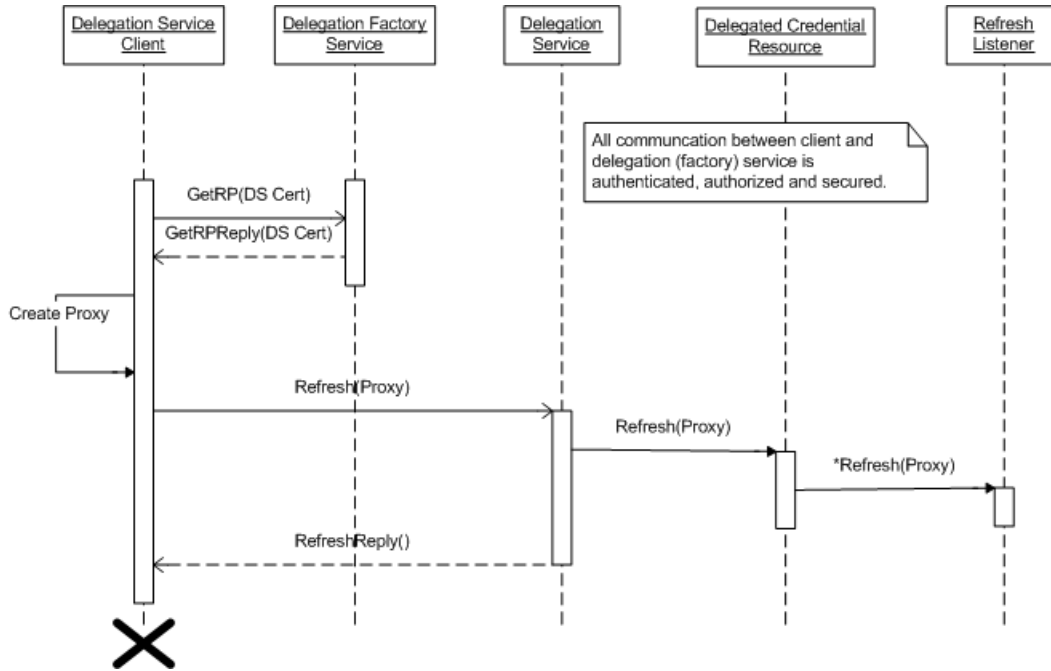 Delegation Service
Client
Delegation Factory
Service
Delegation
Service
Delegated Credential
Resource
Refresh
Listener
All communcation between client and
delegation (factory) service is
authenticated, authorized and secured.
GetRP(DS Cert)
GetRPReply(DS Cert)
Create Proxy
Refresh(Proxy)
Refresh(Proxy)
*Refresh(Proxy)
RefreshReply()